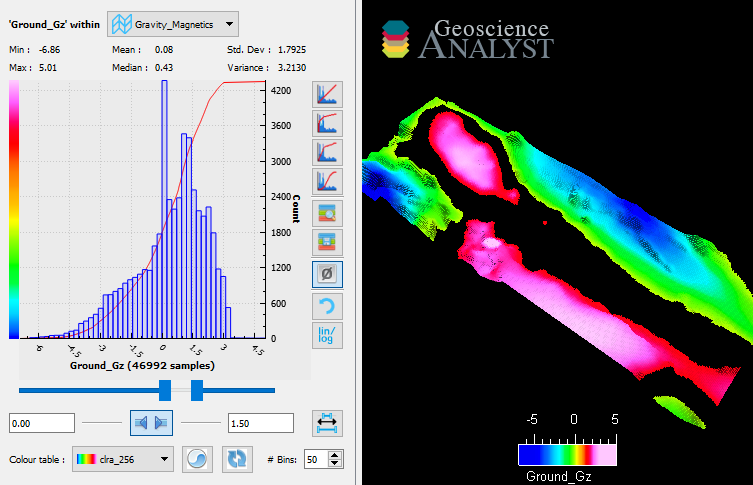 'Ground_Gz' within Gravity_Magnetics
Min : -6.86 Mean : 0.08 Std. Dev : 1.7925
Max : 5.01 Median : 0.43 Variance : 3.2130
4200
3600
3000
2400
1800
1200
600
0
Count
-6 -4.5 -3 -1.5 0 1.5 3 4.5
Ground_Gz (46992 samples)
lin/
log
0.00 1.50
Colour table : clra_256 # Bins: 50
Geoscience
ANALYST
-5 0 5
Ground_Gz